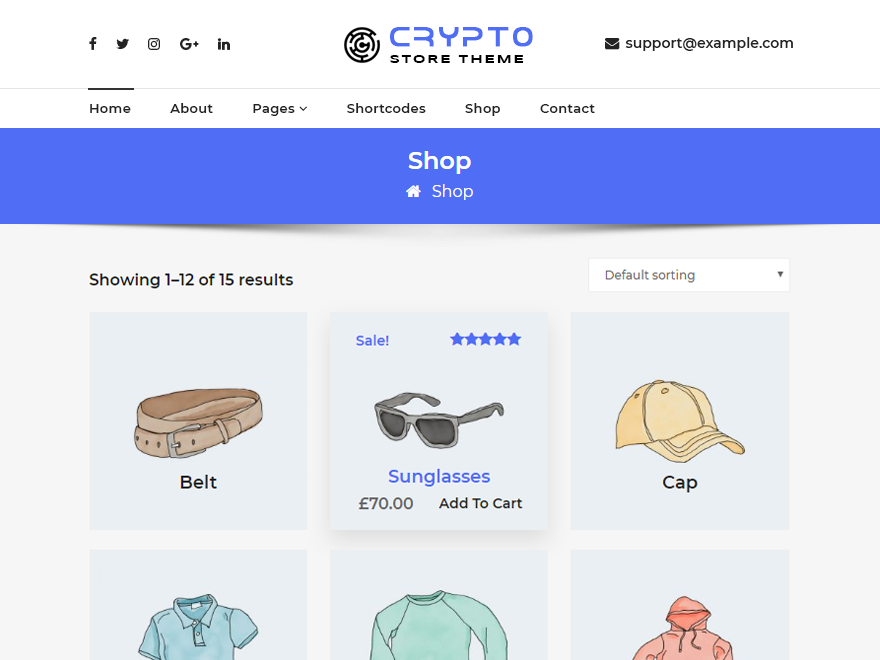 CRYPTO
STORE THEME
support@example.com
Home About Pages Shortcodes Shop Contact
Shop
Shop
Showing 1–12 of 15 results
Default sorting
Sale!
Belt
Sunglasses
£70.00 Add To Cart
Cap